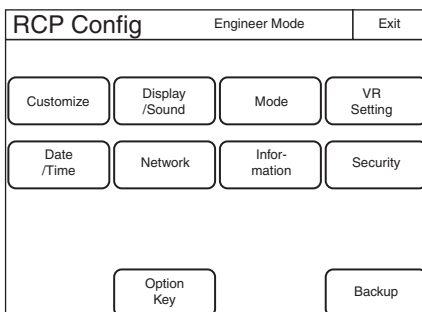 RCP Config Engineer Mode Exit
Customize
Display
/Sound
Mode
VR
Setting
Date
/Time
Network
Infor-
mation
Security
Option
Key
Backup